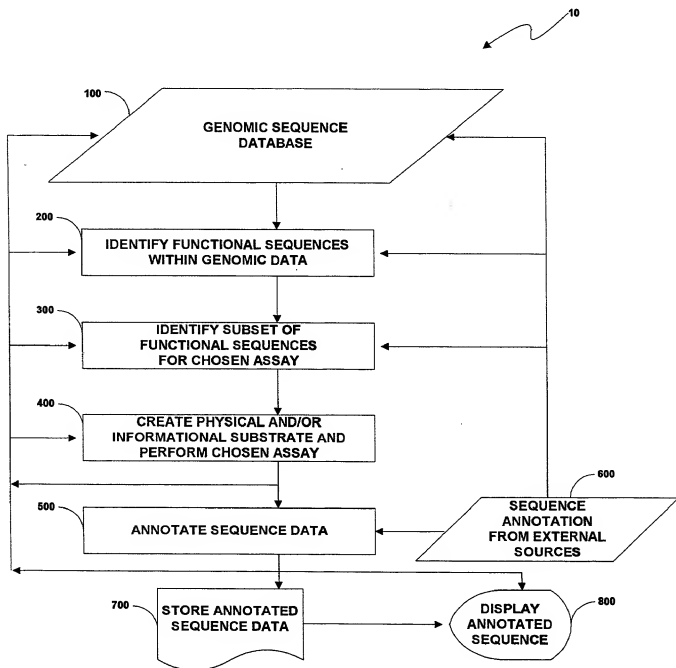 10
100
GENOMIC SEQUENCE
DATABASE
200
IDENTIFY FUNCTIONAL SEQUENCES
WITHIN GENOMIC DATA
300
IDENTIFY SUBSET OF
FUNCTIONAL SEQUENCES
FOR CHOSEN ASSAY
400
CREATE PHYSICAL AND/OR
INFORMATIONAL SUBSTRATE AND
PERFORM CHOSEN ASSAY
600
SEQUENCE
ANNOTATION
FROM EXTERNAL
SOURCES
500
ANNOTATE SEQUENCE DATA
700
STORE ANNOTATED
SEQUENCE DATA
DISPLAY
ANNOTATED
SEQUENCE
800